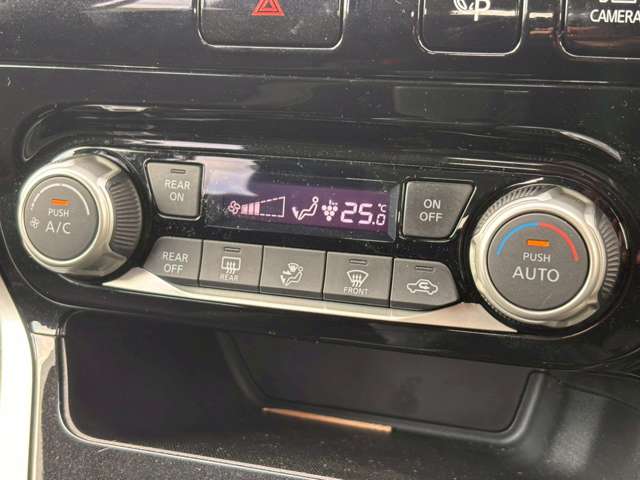 P
CAMERA
PUSH
A/C
REAR
ON
25.0 °C
ON
OFF
PUSH
AUTO
REAR
OFF
REAR
FRONT